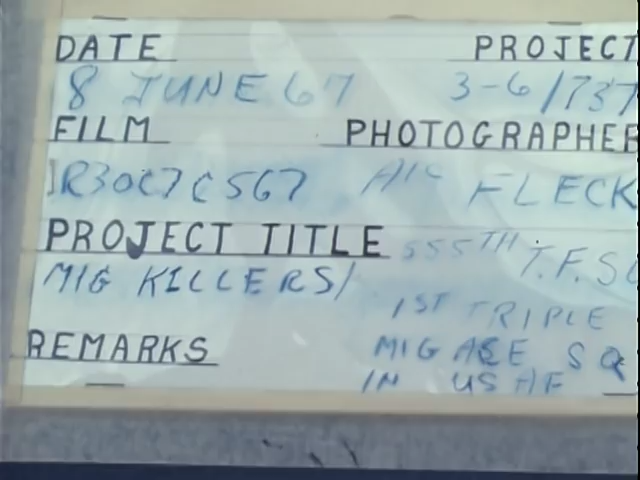 DATE PROJECT
8 JUNE 67 3-6/737
FILM PHOTOGRAPHER
A1C FLECK
PROJECT TITLE 555TH T.F.SQ
MIG KILLERS/
1ST TRIPLE
REMARKS MIG ACE SQ
IN USAF